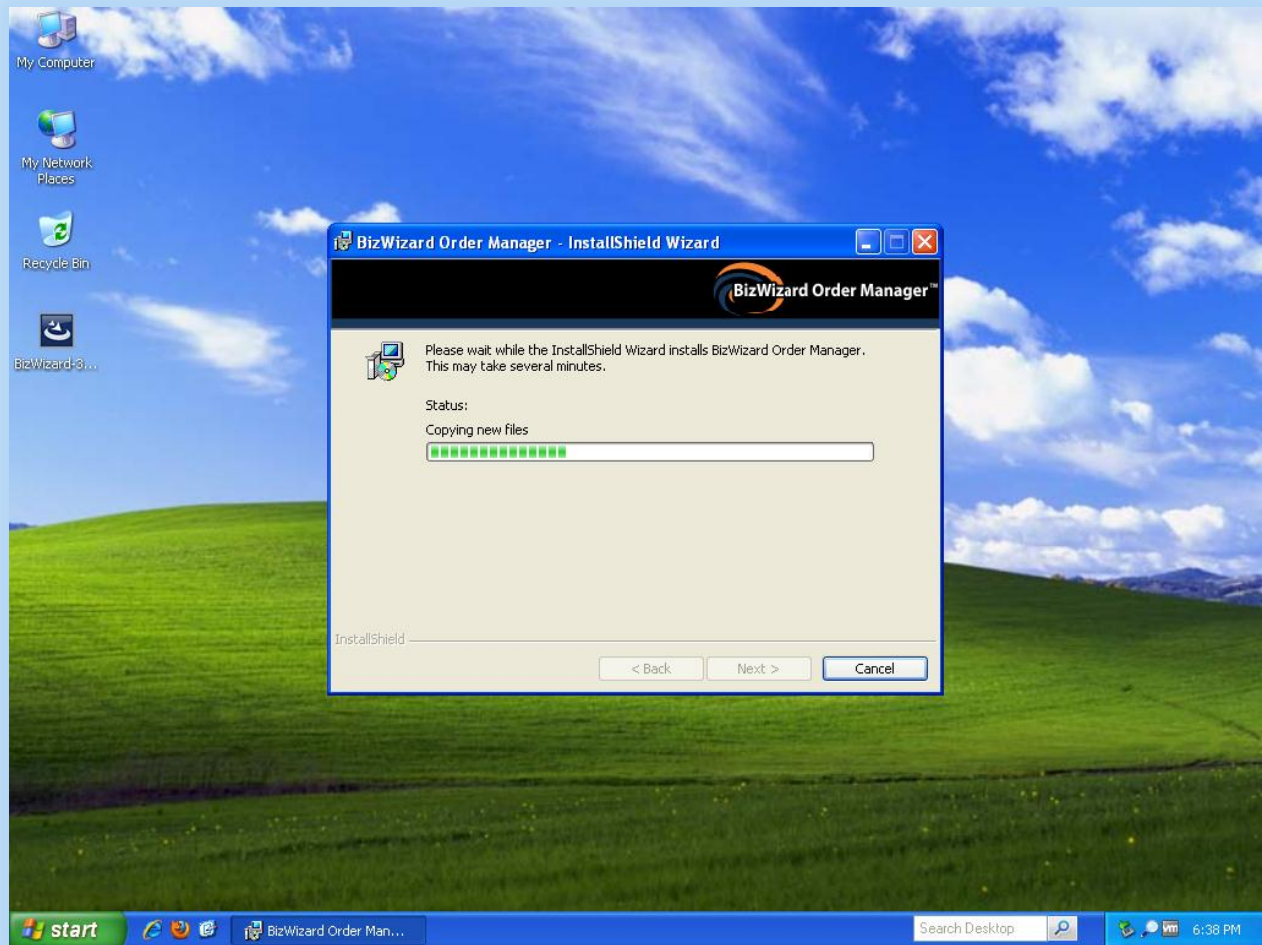 My Computer
My Network
Places
Recycle Bin
BizWizard-3...
BizWizard Order Manager - InstallShield Wizard
BizWizard Order Manager™
Please wait while the InstallShield Wizard installs BizWizard Order Manager.
This may take several minutes.
Status:
Copying new files
InstallShield
< Back
Next >
Cancel
start
BizWizard Order Man...
Search Desktop
vm
6:38 PM